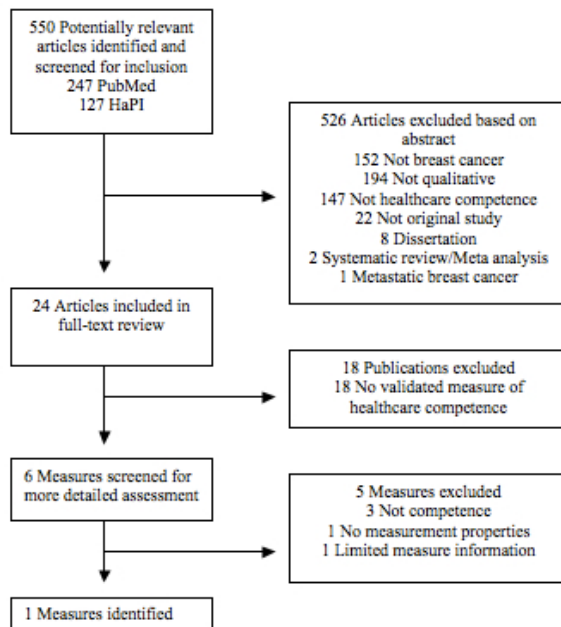 550 Potentially relevant
articles identified and
screened for inclusion
247 PubMed
127 HaPI
526 Articles excluded based on
abstract
152 Not breast cancer
194 Not qualitative
147 Not healthcare competence
22 Not original study
8 Dissertation
2 Systematic review/Meta analysis
1 Metastatic breast cancer
24 Articles included in
full-text review
18 Publications excluded
18 No validated measure of
healthcare competence
6 Measures screened for
more detailed assessment
5 Measures excluded
3 Not competence
1 No measurement properties
1 Limited measure information
1 Measures identified